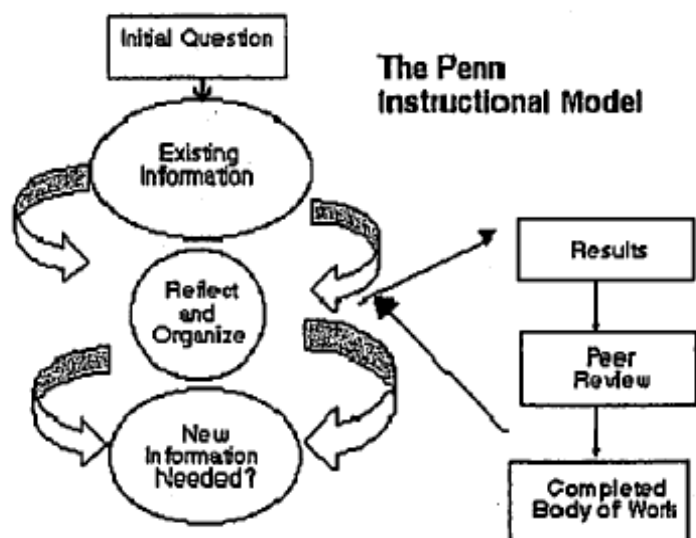 Initial Question
The Penn
Instructional Model
Existing
Information
Reflect
and
Organize
New
Information
Needed?
Results
Peer
Review
Completed
Body of Work